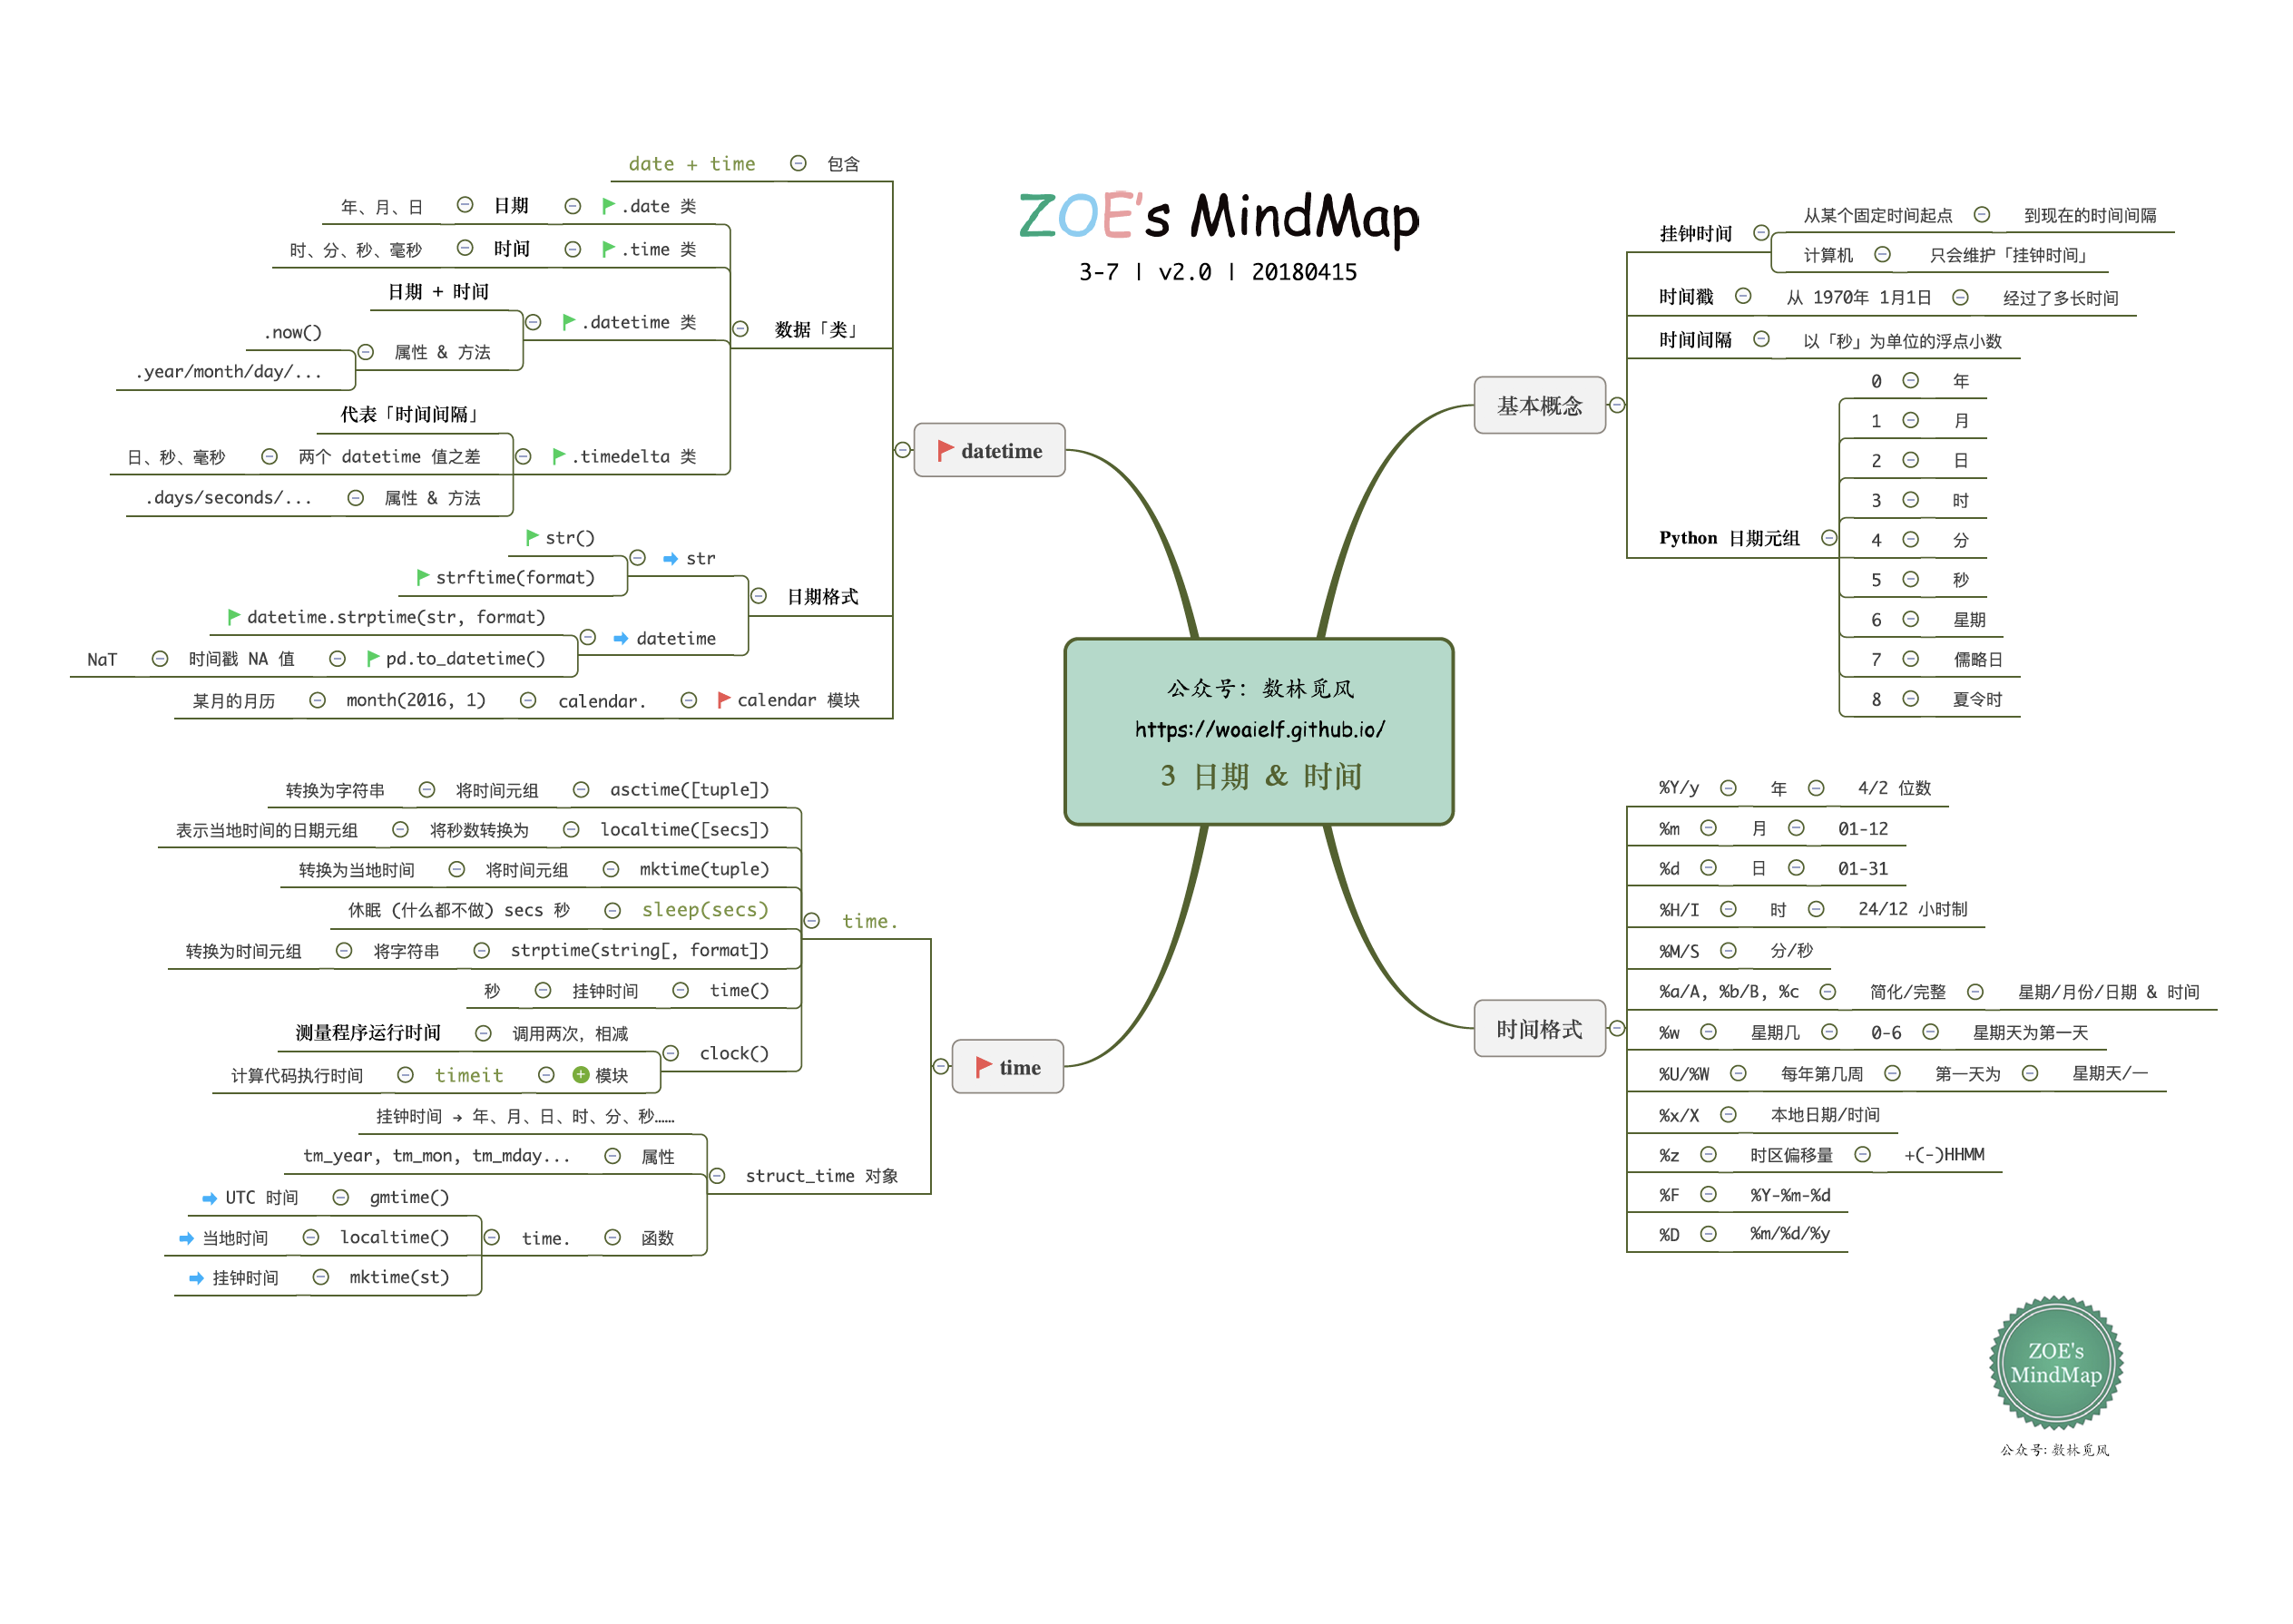 ZOE's MindMap
3-7 | v2.0 | 20180415
公众号: 数林觅风
https://woaielf.github.io/
3 日期 & 时间
基本概念
挂钟时间
从某个固定时间起点 到现在的时间间隔
计算机 只会维护「挂钟时间」
时间戳 从 1970年 1月1日 经过了多长时间
时间间隔 以「秒」为单位的浮点小数
Python 日期元组
0 年
1 月
2 日
3 时
4 分
5 秒
6 星期
7 儒略日
8 夏令时
时间格式
%Y/y 年 4/2 位数
%m 月 01-12
%d 日 01-31
%H/I 时 24/12 小时制
%M/S 分/秒
%a/A, %b/B, %c 简化/完整 星期/月份/日期 & 时间
%w 星期几 0-6 星期天为第一天
%U/%W 每年第几周 第一天为 星期天/一
%x/X 本地日期/时间
%z 时区偏移量 +(-)HHMM
%F %Y-%m-%d
%D %m/%d/%y
datetime
date + time 包含
数据「类」
年、月、日 日期 .date 类
时、分、秒、毫秒 时间 .time 类
日期 + 时间
.datetime 类
.now()
属性 & 方法
.year/month/day/...
代表「时间间隔」
日、秒、毫秒 两个 datetime 值之差 .timedelta 类
.days/seconds/... 属性 & 方法
日期格式
str()
str
strftime(format)
datetime.strptime(str, format)
datetime
NaT 时间戳 NA 值 pd.to_datetime()
某月的月历 month(2016, 1) calendar. calendar 模块
time
time.
转换为字符串 将时间元组 asctime([tuple])
表示当地时间的日期元组 将秒数转换为 localtime([secs])
转换为当地时间 将时间元组 mktime(tuple)
休眠 (什么都不做) secs 秒 sleep(secs)
转换为时间元组 将字符串 strptime(string[, format])
秒 挂钟时间 time()
测量程序运行时间 调用两次, 相减
clock()
计算代码执行时间 timeit 模块
挂钟时间 → 年、月、日、时、分、秒……
tm_year, tm_mon, tm_mday... 属性
struct_time 对象
UTC 时间 gmtime()
当地时间 localtime() time. 函数
挂钟时间 mktime(st)
ZOE's
MindMap
公众号: 数林觅风